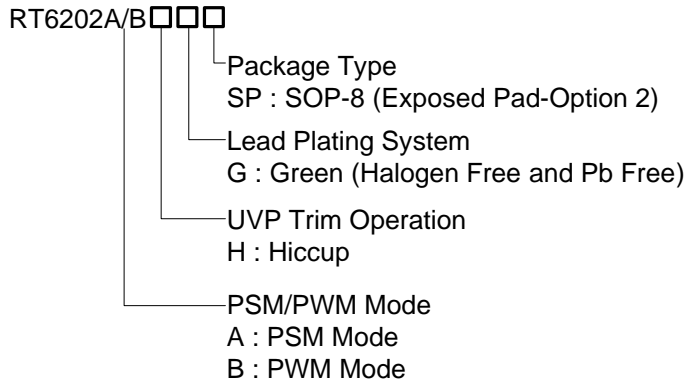 RT6202A/B□□□
Package Type
SP : SOP-8 (Exposed Pad-Option 2)
Lead Plating System
G : Green (Halogen Free and Pb Free)
UVP Trim Operation
H : Hiccup
PSM/PWM Mode
A : PSM Mode
B : PWM Mode